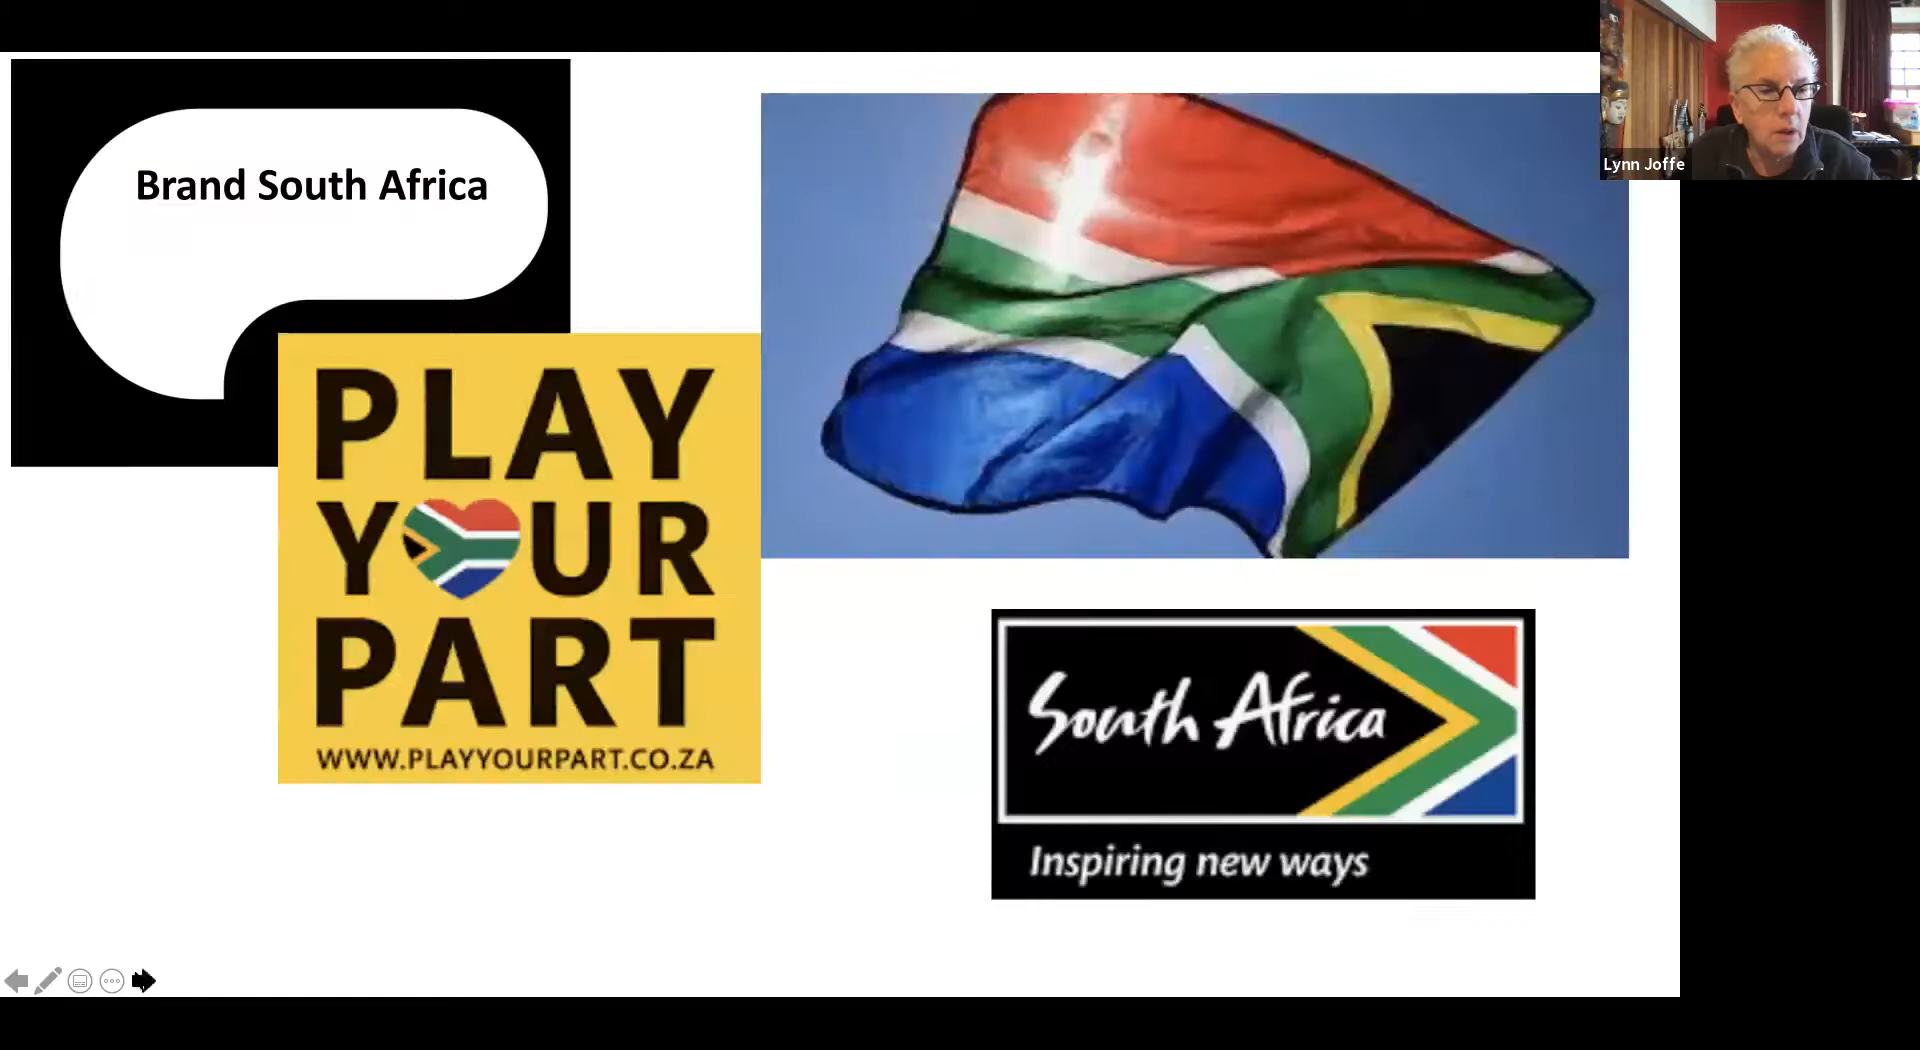 Brand South Africa
PLAY
YOUR
PART
WWW.PLAYYOURPART.CO.ZA
South Africa
Inspiring new ways
Lynn Joffe